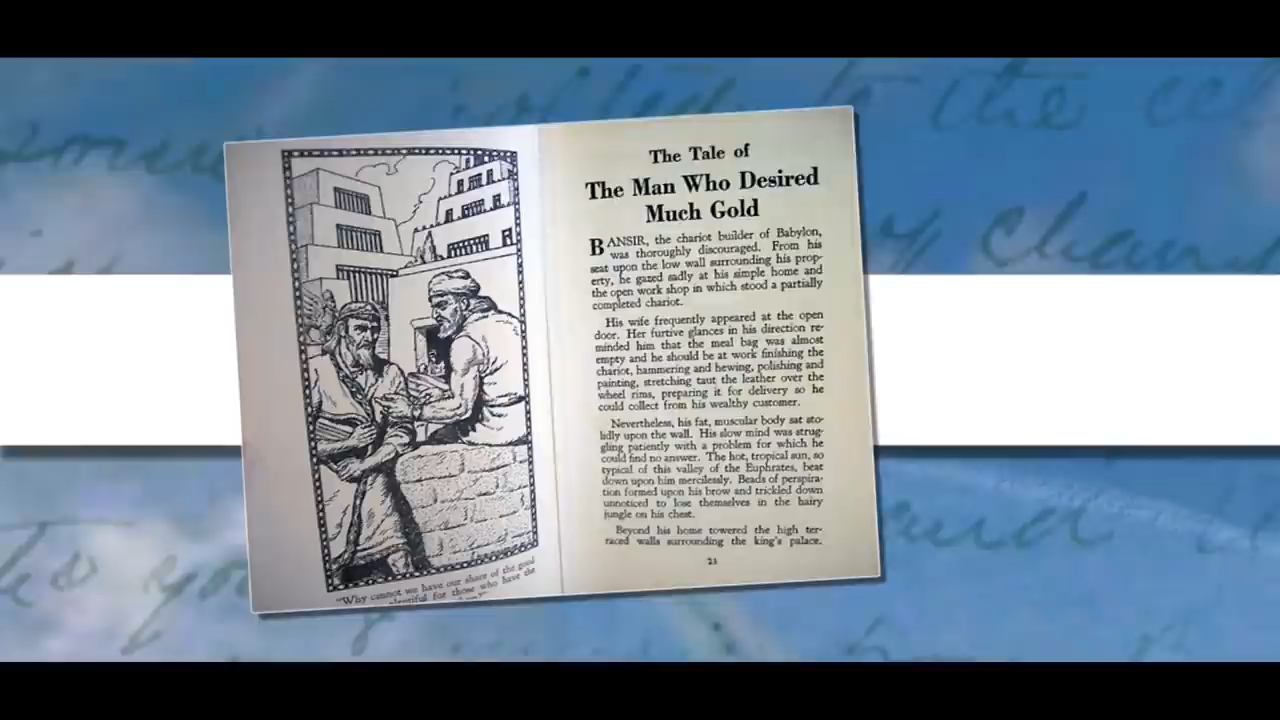 The Tale of
The Man Who Desired
Much Gold
BANSIR, the chariot builder of Babylon,
was thoroughly discouraged. From his
seat upon the low wall surrounding his prop-
erty, he gazed sadly at his simple home and
the open work shop in which stood a partially
completed chariot.
His wife frequently appeared at the open
door. Her furtive glances in his direction re-
minded him that the meal bag was almost
empty and he should be at work finishing the
chariot, hammering and hewing, polishing and
painting, stretching taut the leather over the
wheel rims, preparing it for delivery so he
could collect from his wealthy customer.
Nevertheless, his fat, muscular body sat sto-
lidly upon the wall. His slow mind was strug-
gling patiently with a problem for which he
could find no answer. The hot, tropical sun, so
typical of this valley of the Euphrates, beat
down upon him mercilessly. Beads of perspira-
tion formed upon his brow and trickled down
unnoticed to lose themselves in the hairy
jungle on his chest.
Beyond his home towered the high ter-
raced walls surrounding the king's palace.
"Why cannot we have our share of the good
plentiful for those who have the
to the